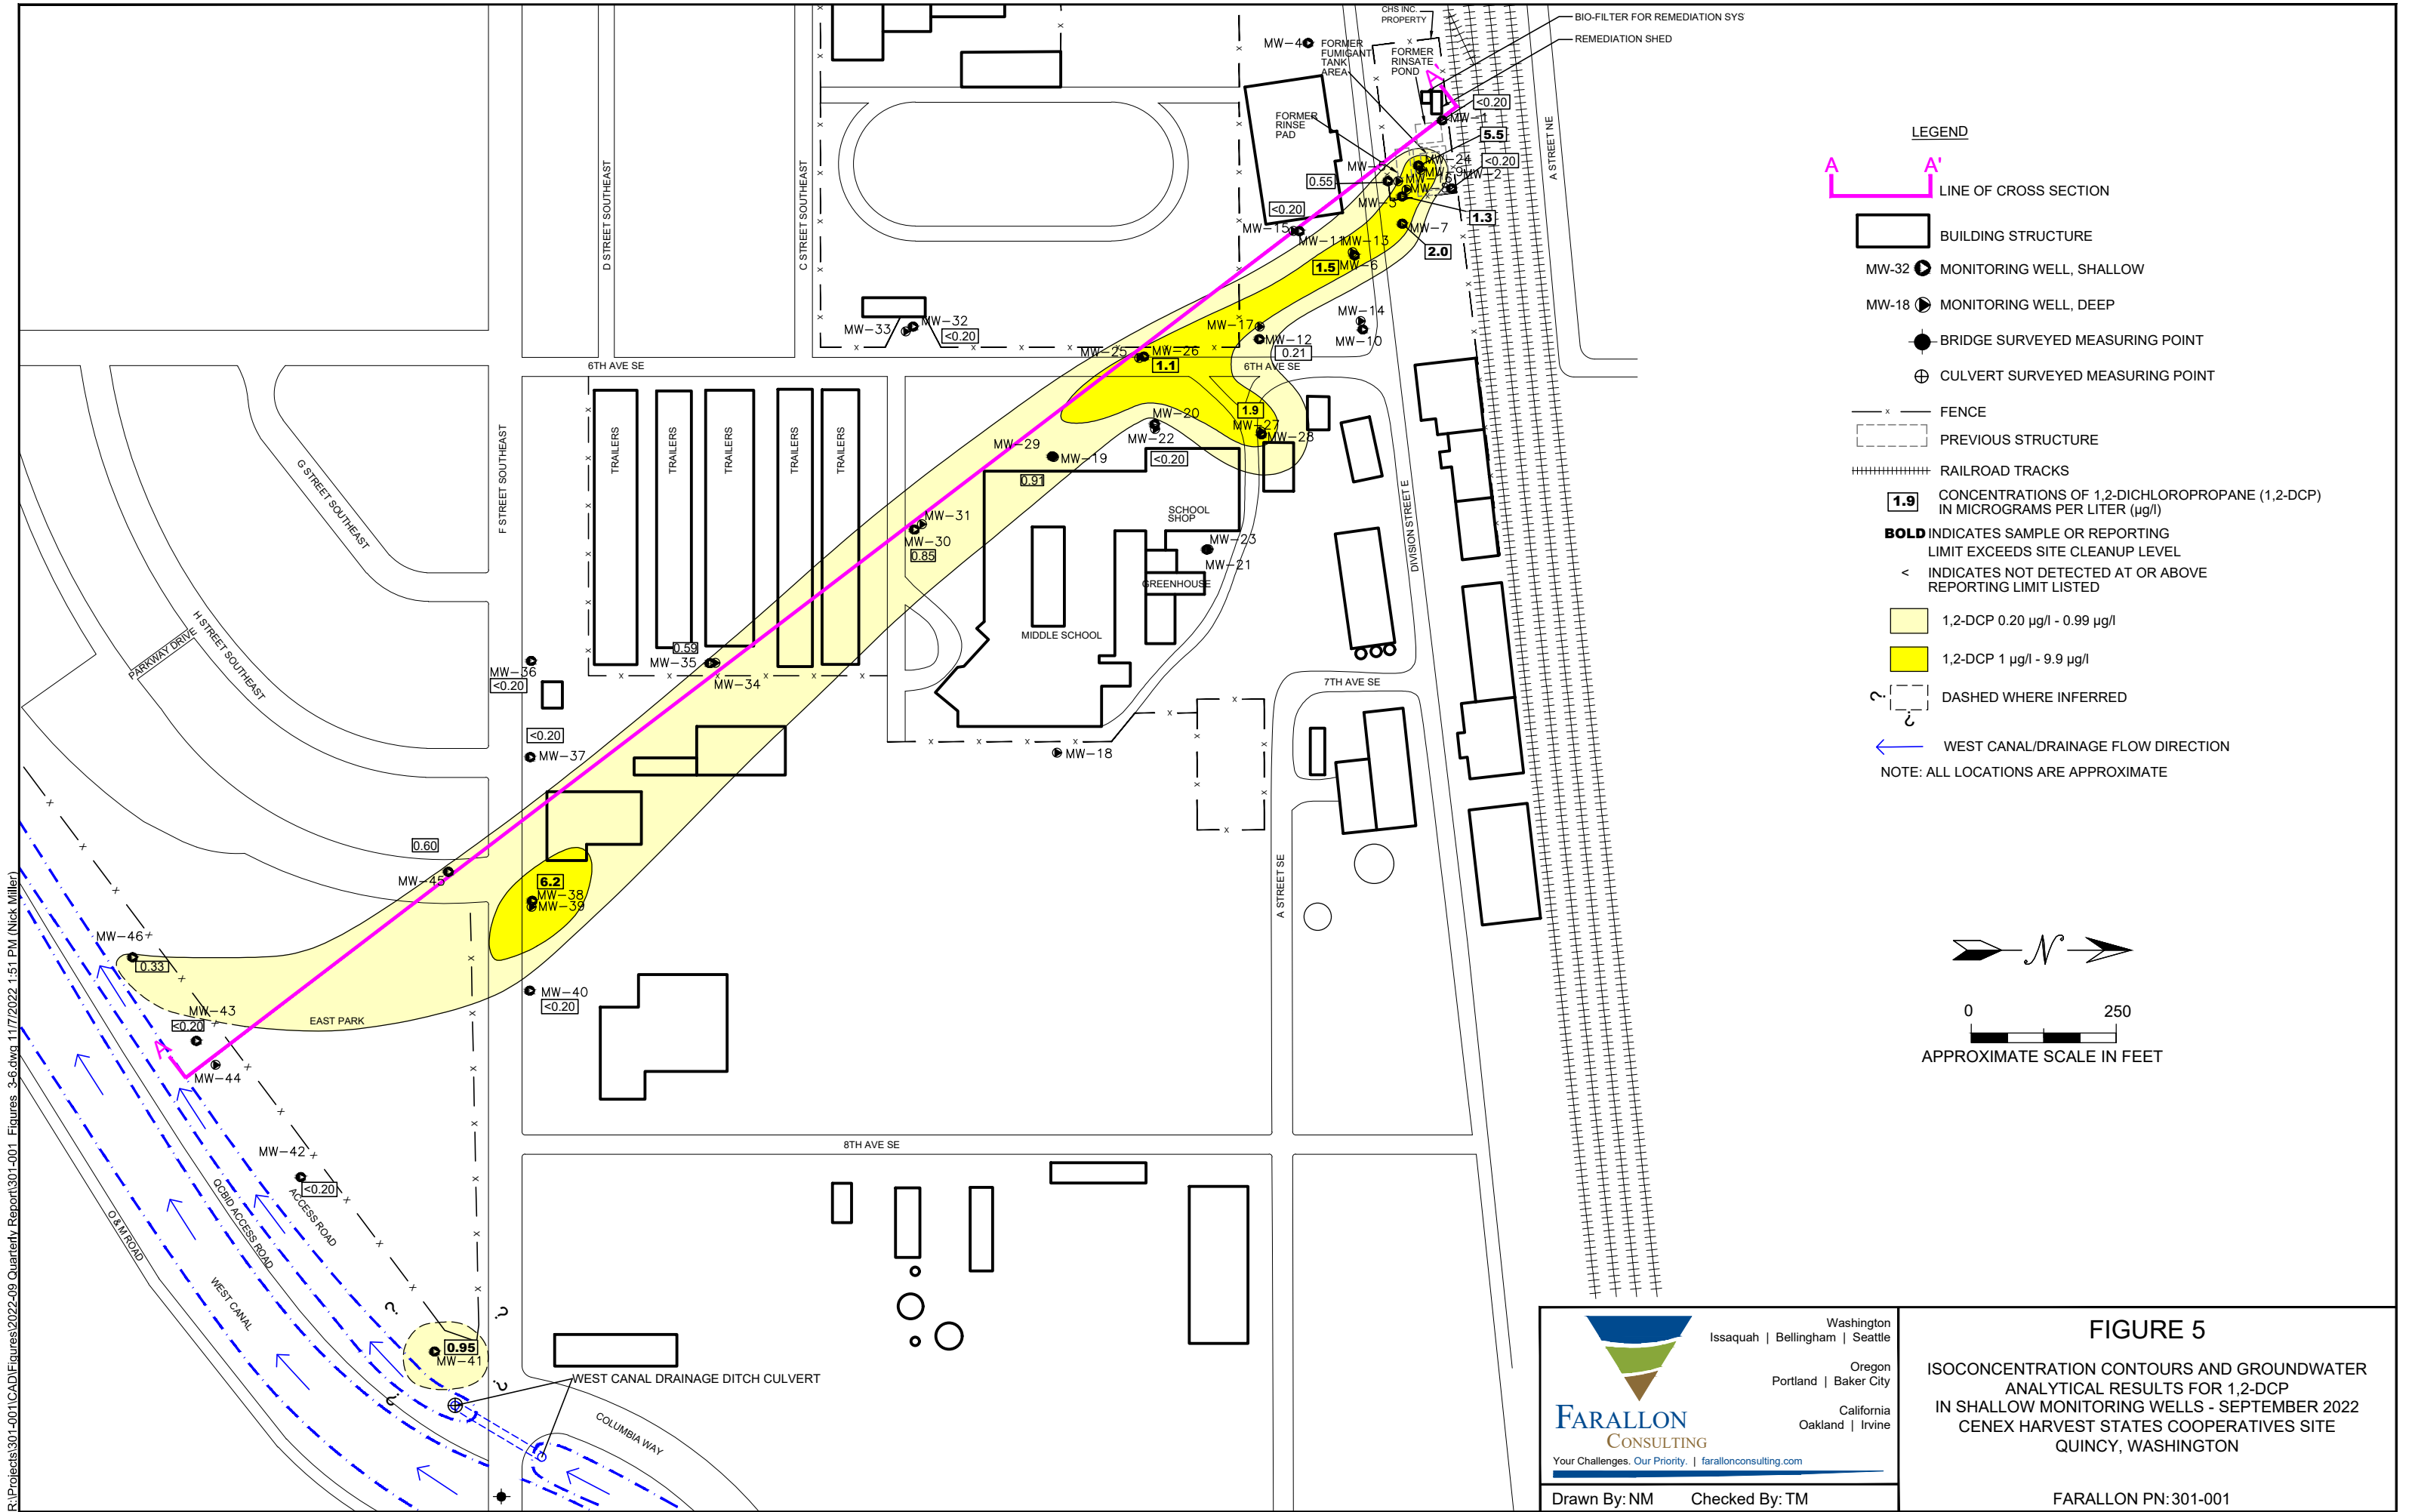 CHS INC.
PROPERTY
BIO-FILTER FOR REMEDIATION SYS
REMEDIATION SHED
MW-4
FORMER
FUMIGANT
TANK
AREA
FORMER
RINSATE
POND
A'
<0.20
MW-1
FORMER
RINSE
PAD
5.5
MW-24
<0.20
MW-9
MW-2
MW-16
0.55
MW-8
MW-3
1.3
<0.20
MW-7
MW-15
MW-11
MW-13
2.0
1.5
MW-6
A STREET NE
D STREET SOUTHEAST
C STREET SOUTHEAST
MW-33
MW-32
<0.20
MW-17
MW-14
MW-12
MW-10
0.21
MW-25
MW-26
1.1
6TH AVE SE
6TH AVE SE
1.9
MW-20
MW-27
MW-28
MW-22
<0.20
MW-29
MW-19
0.91
TRAILERS
TRAILERS
TRAILERS
TRAILERS
TRAILERS
F STREET SOUTHEAST
G STREET SOUTHEAST
H STREET SOUTHEAST
PARKWAY DRIVE
MW-31
MW-30
0.85
SCHOOL
SHOP
MW-23
MW-21
GREENHOUSE
DIVISION STREET E
MIDDLE SCHOOL
0.59
MW-35
MW-34
MW-36
<0.20
7TH AVE SE
<0.20
MW-37
MW-18
0.60
MW-45
6.2
MW-38
MW-39
A STREET SE
MW-46
0.33
MW-40
<0.20
MW-43
<0.20
EAST PARK
A
MW-44
8TH AVE SE
MW-42
<0.20
ACCESS ROAD
QCBID ACCESS ROAD
O & M ROAD
WEST CANAL
?
?
0.95
MW-41
?
?
WEST CANAL DRAINAGE DITCH CULVERT
COLUMBIA WAY
LEGEND
A A'
LINE OF CROSS SECTION
BUILDING STRUCTURE
MW-32 MONITORING WELL, SHALLOW
MW-18 MONITORING WELL, DEEP
BRIDGE SURVEYED MEASURING POINT
CULVERT SURVEYED MEASURING POINT
x FENCE
PREVIOUS STRUCTURE
RAILROAD TRACKS
1.9 CONCENTRATIONS OF 1,2-DICHLOROPROPANE (1,2-DCP)
IN MICROGRAMS PER LITER (µg/l)
BOLD INDICATES SAMPLE OR REPORTING
LIMIT EXCEEDS SITE CLEANUP LEVEL
< INDICATES NOT DETECTED AT OR ABOVE
REPORTING LIMIT LISTED
1,2-DCP 0.20 µg/l - 0.99 µg/l
1,2-DCP 1 µg/l - 9.9 µg/l
? ? DASHED WHERE INFERRED
WEST CANAL/DRAINAGE FLOW DIRECTION
NOTE: ALL LOCATIONS ARE APPROXIMATE
N
0 250
APPROXIMATE SCALE IN FEET
R:\Projects\301-001\CAD\Figures\2022-09 Quarterly Report\301-001 Figures 3-6.dwg 11/7/2022 1:51 PM (Nick Miller)
FARALLON
CONSULTING
Your Challenges. Our Priority. | farallonconsulting.com
Washington
Issaquah | Bellingham | Seattle
Oregon
Portland | Baker City
California
Oakland | Irvine
Drawn By: NM Checked By: TM
FIGURE 5
ISOCONCENTRATION CONTOURS AND GROUNDWATER
ANALYTICAL RESULTS FOR 1,2-DCP
IN SHALLOW MONITORING WELLS - SEPTEMBER 2022
CENEX HARVEST STATES COOPERATIVES SITE
QUINCY, WASHINGTON
FARALLON PN: 301-001